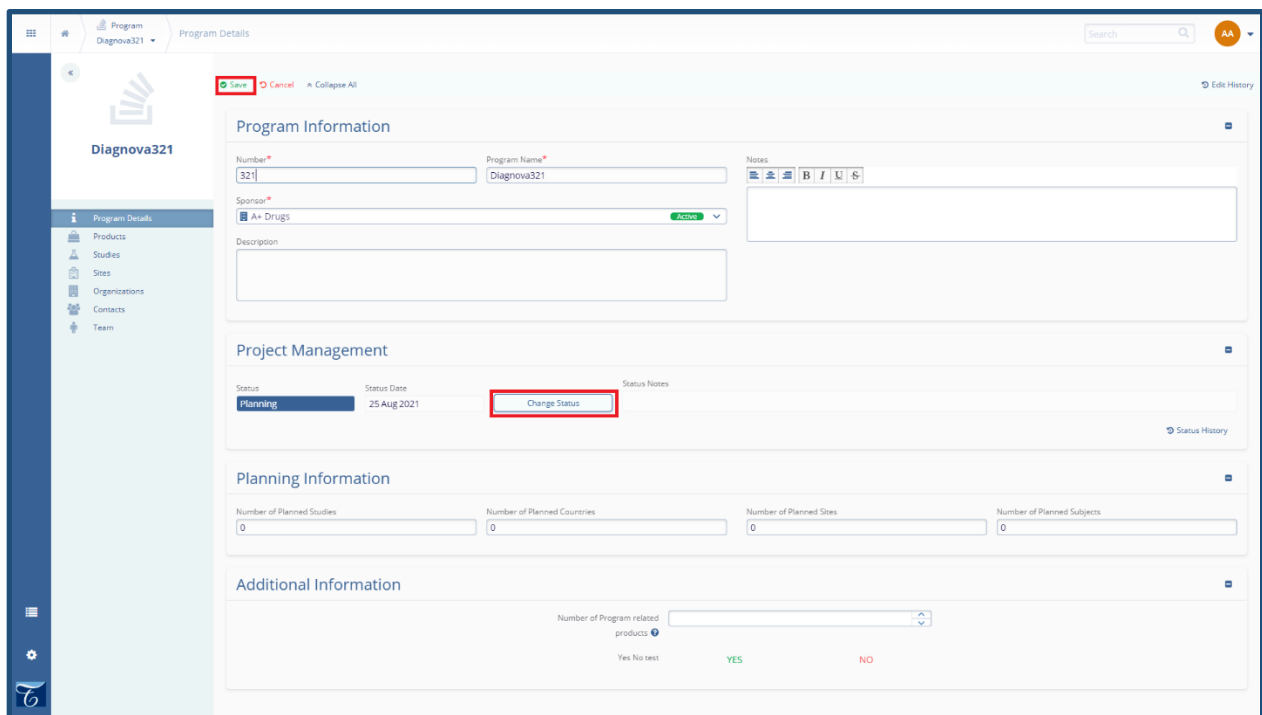 Program
Diagnova321
Program Details
Search
AA
Diagnova321
Program Details
Products
Studies
Sites
Organizations
Contacts
Team
Save Cancel Collapse All
Edit History
Program Information
Number*
321
Program Name*
Diagnova321
Notes
B I U S
Sponsor*
A+ Drugs
Active
Description
Project Management
Status
Planning
Status Date
25 Aug 2021
Change Status
Status Notes
Status History
Planning Information
Number of Planned Studies
0
Number of Planned Countries
0
Number of Planned Sites
0
Number of Planned Subjects
0
Additional Information
Number of Program related
products
Yes No test
YES
NO